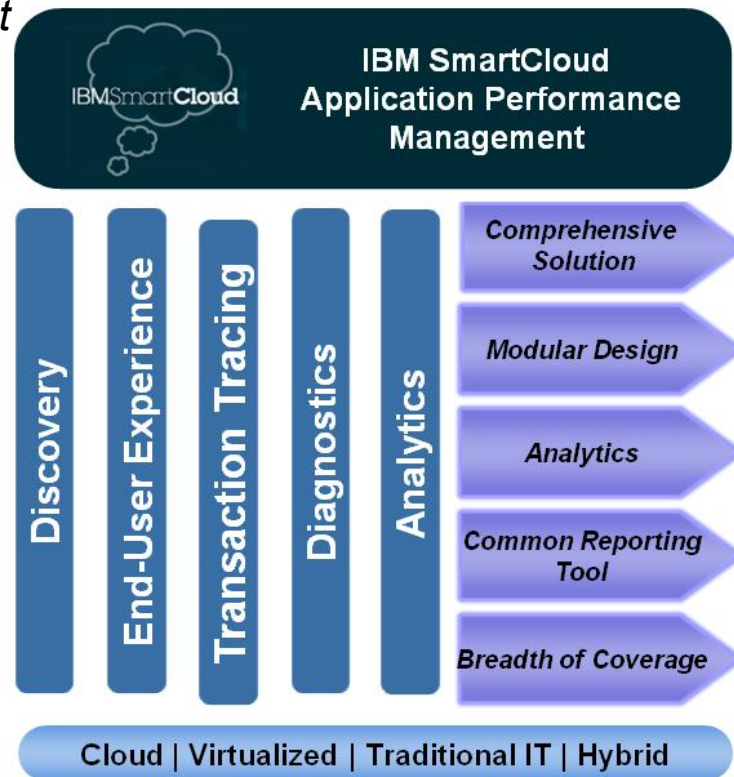 t
IBMSmartCloud
IBM SmartCloud
Application Performance
Management
Discovery
End-User Experience
Transaction Tracing
Diagnostics
Analytics
Comprehensive
Solution
Modular Design
Analytics
Common Reporting
Tool
Breadth of Coverage
Cloud | Virtualized | Traditional IT | Hybrid